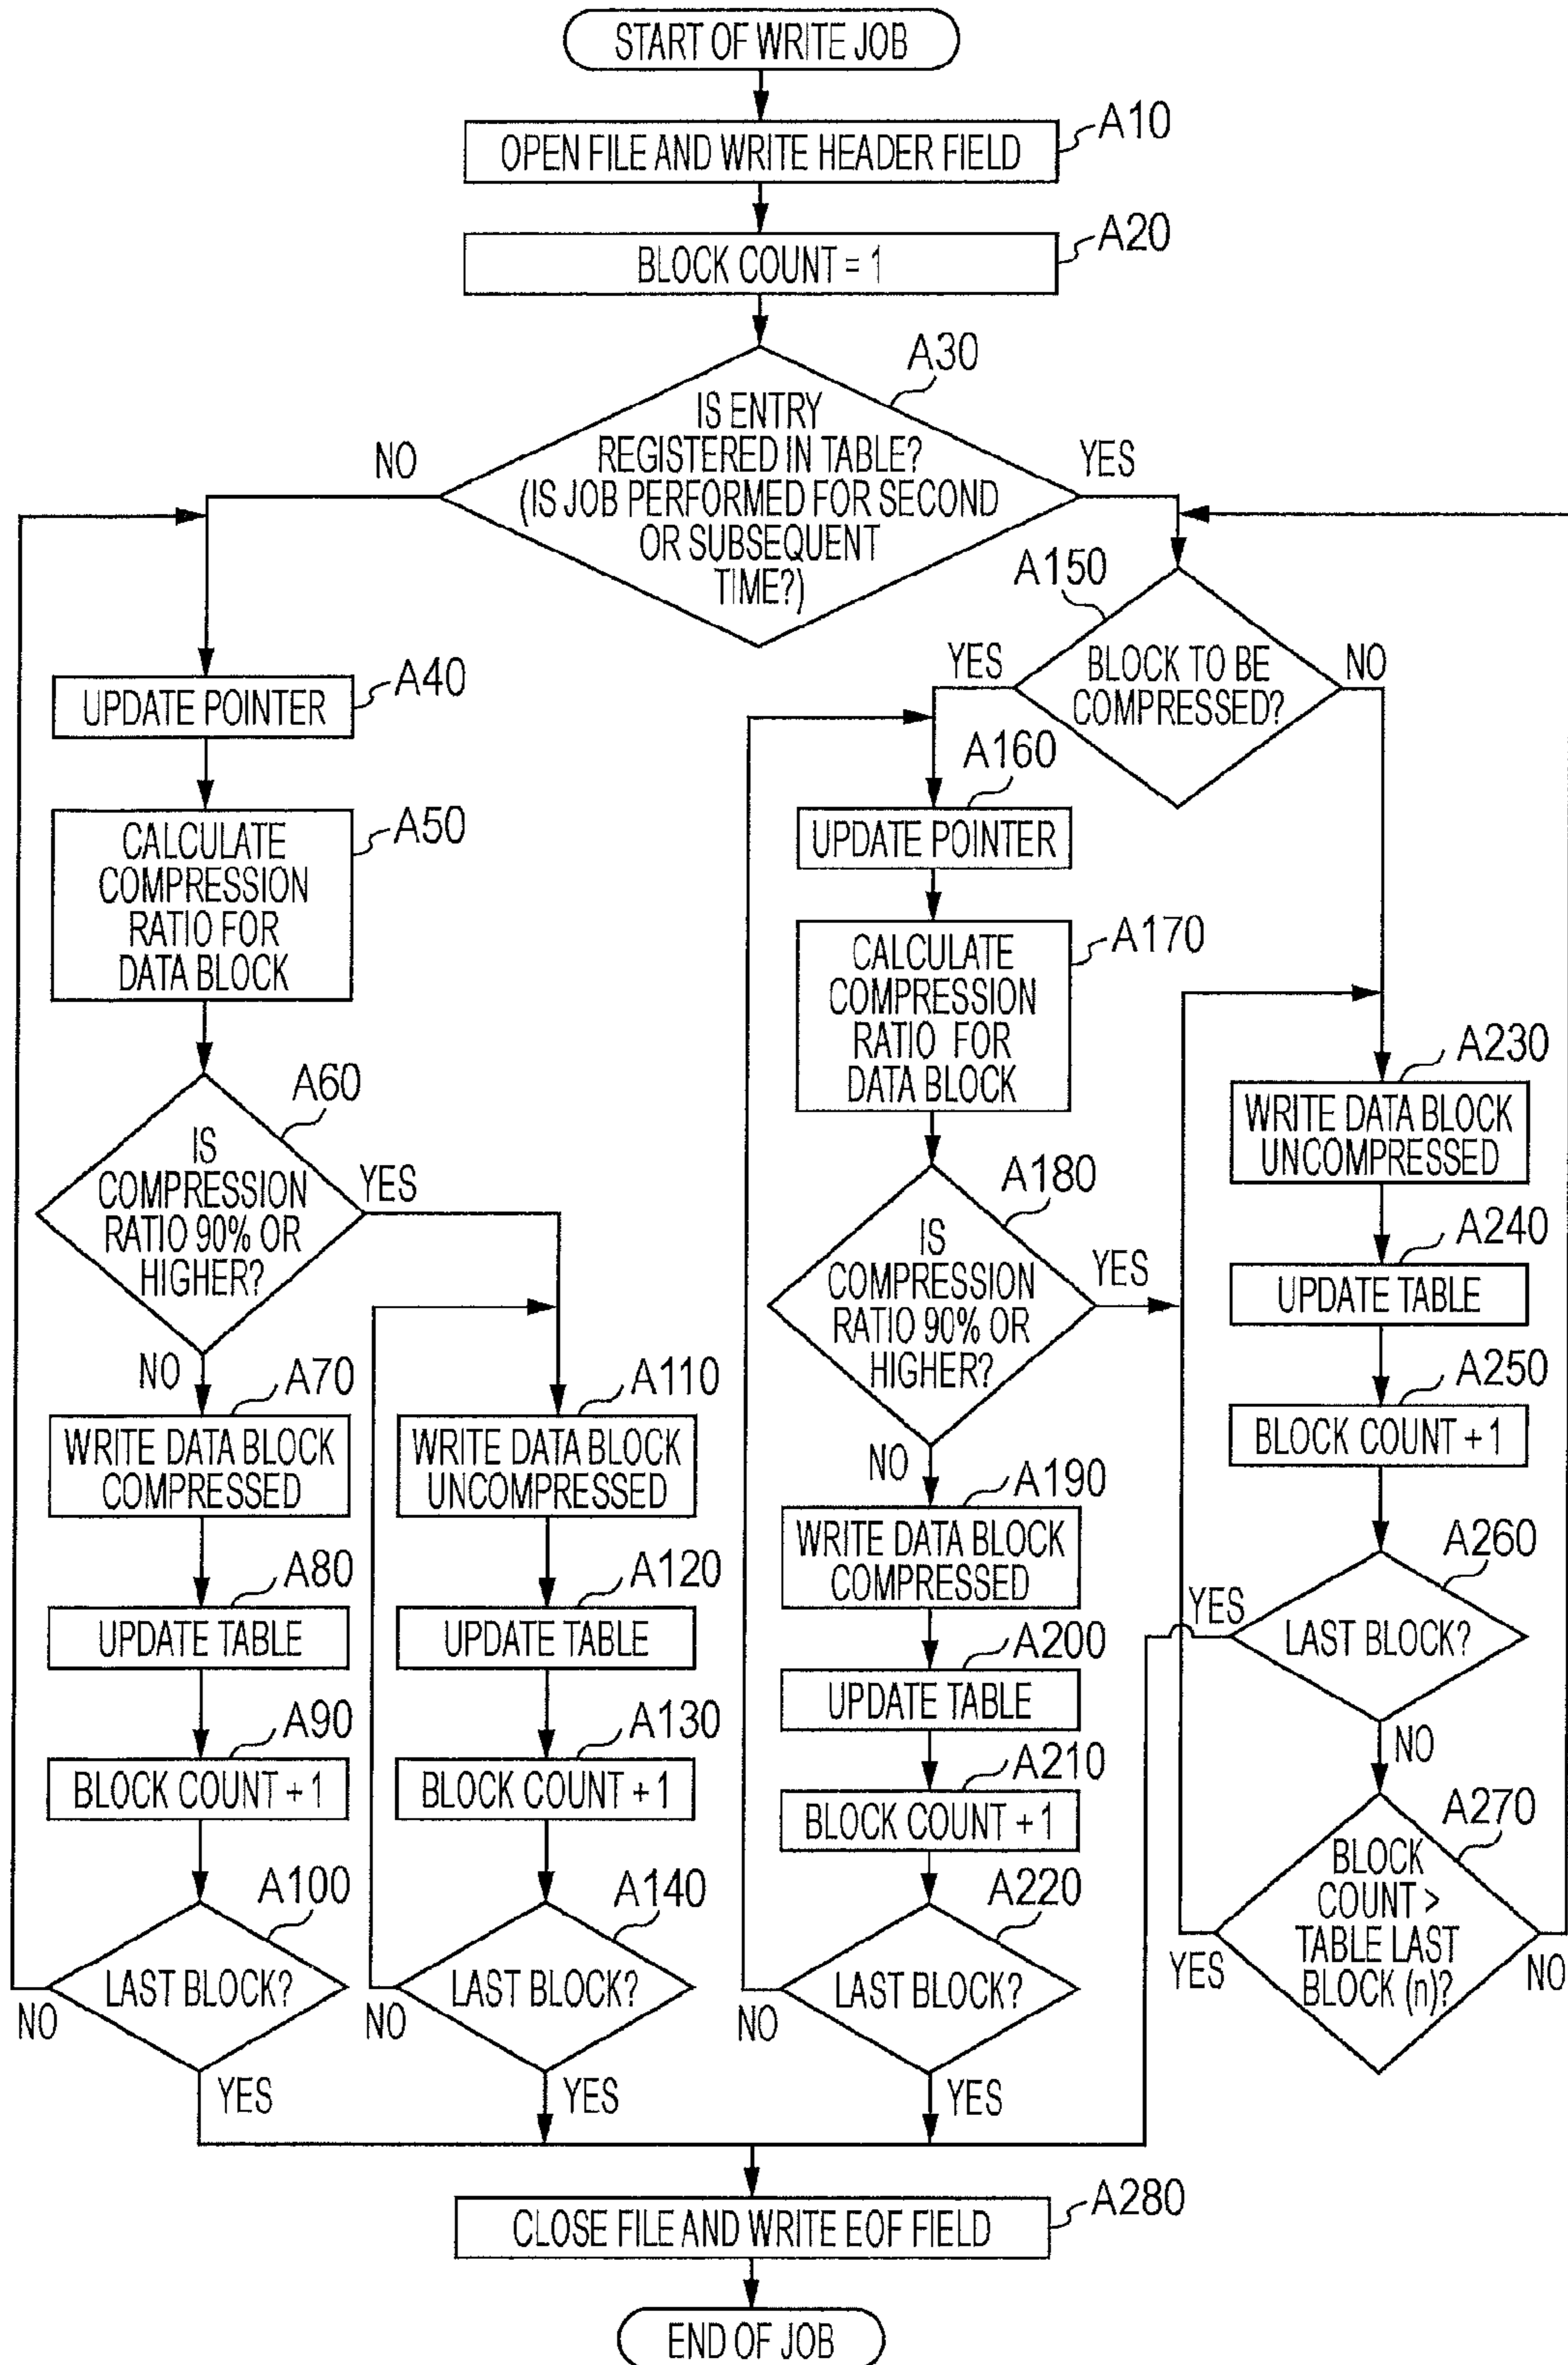 START OF WRITE JOB
OPEN FILE AND WRITE HEADER FIELD
A10
BLOCK COUNT = 1
A20
A30
IS ENTRY
REGISTERED IN TABLE?
(IS JOB PERFORMED FOR SECOND
OR SUBSEQUENT
TIME?)
NO
YES
UPDATE POINTER
A40
CALCULATE
COMPRESSION
RATIO FOR
DATA BLOCK
A50
A60
IS
COMPRESSION
RATIO 90% OR
HIGHER?
YES
NO
A70
WRITE DATA BLOCK
COMPRESSED
A80
UPDATE TABLE
A90
BLOCK COUNT + 1
A100
LAST BLOCK?
NO
YES
A110
WRITE DATA BLOCK
UNCOMPRESSED
A120
UPDATE TABLE
A130
BLOCK COUNT + 1
A140
LAST BLOCK?
NO
YES
A150
BLOCK TO BE
COMPRESSED?
YES
NO
A160
UPDATE POINTER
A170
CALCULATE
COMPRESSION
RATIO FOR
DATA BLOCK
A180
IS
COMPRESSION
RATIO 90% OR
HIGHER?
YES
NO
A190
WRITE DATA BLOCK
COMPRESSED
A200
UPDATE TABLE
A210
BLOCK COUNT + 1
A220
LAST BLOCK?
NO
YES
A230
WRITE DATA BLOCK
UNCOMPRESSED
A240
UPDATE TABLE
A250
BLOCK COUNT + 1
A260
LAST BLOCK?
YES
NO
A270
BLOCK
COUNT >
TABLE LAST
BLOCK (n)?
YES
NO
CLOSE FILE AND WRITE EOF FIELD
A280
END OF JOB